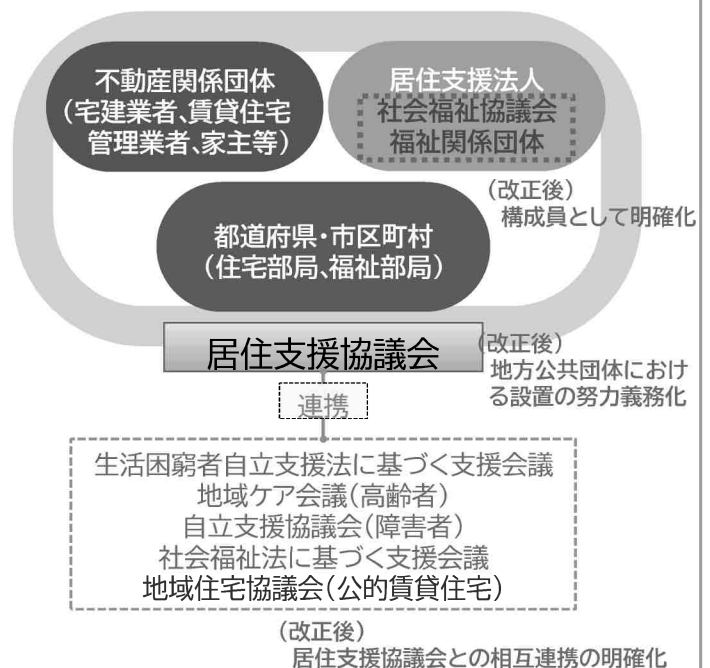 不動産関係団体
(宅建業者、賃貸住宅
管理業者、家主等)
居住支援法人
社会福祉協議会
福祉関係団体
(改正後)
構成員として明確化
都道府県・市区町村
(住宅部局、福祉部局)
居住支援協議会
(改正後)
地方公共団体におけ
る設置の努力義務化
連携
生活困窮者自立支援法に基づく支援会議
地域ケア会議(高齢者)
自立支援協議会(障害者)
社会福祉法に基づく支援会議
地域住宅協議会(公的賃貸住宅)
(改正後)
居住支援協議会との相互連携の明確化